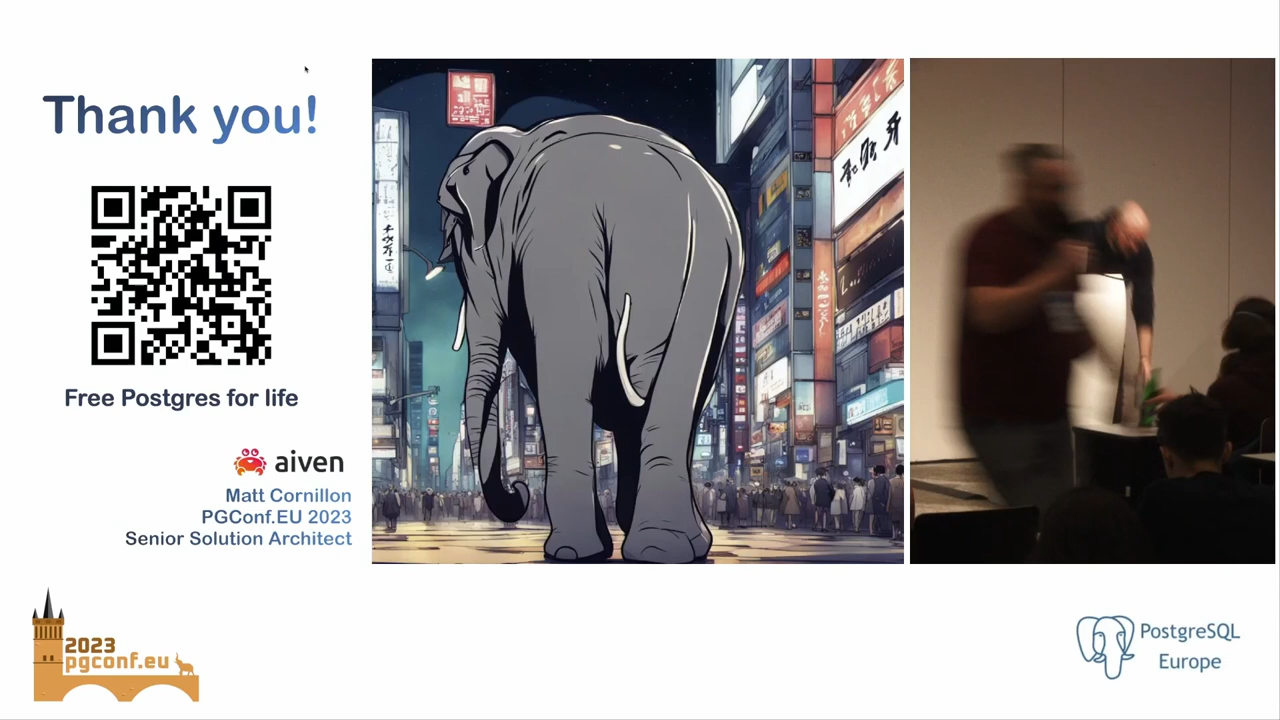 Thank you!
Free Postgres for life
aiven
Matt Cornillon
PGConf.EU 2023
Senior Solution Architect
2023
pgconf.eu
PostgreSQL
Europe